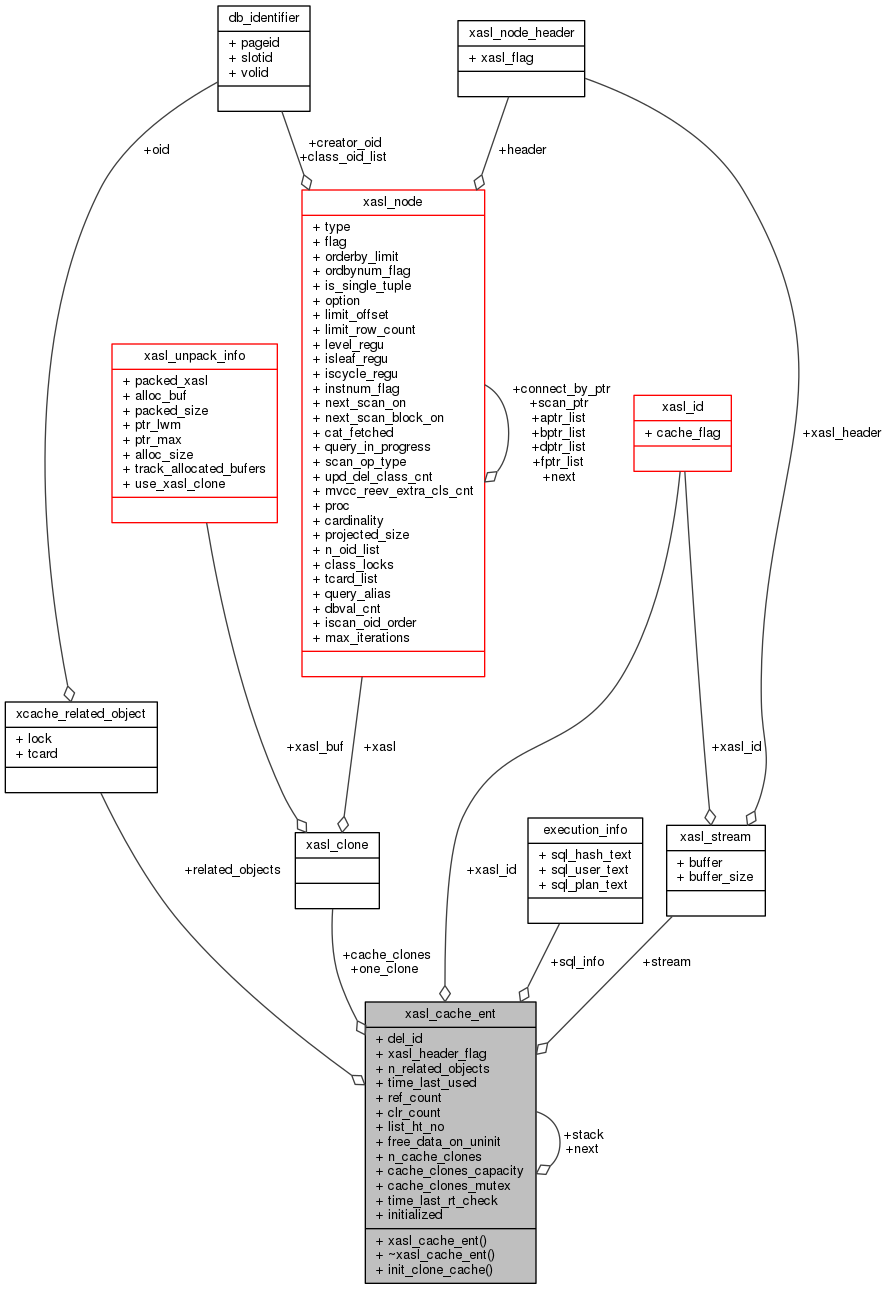 db_identifier
+ pageid
+ slotid
+ volid
xasl_node_header
+ xasl_flag
+oid
+creator_oid
+class_oid_list
+header
xasl_node
+ type
+ flag
+ orderby_limit
+ ordbynum_flag
+ is_single_tuple
+ option
+ limit_offset
+ limit_row_count
+ level_regu
+ isleaf_regu
+ iscycle_regu
+ instnum_flag
+ next_scan_on
+ next_scan_block_on
+ cat_fetched
+ query_in_progress
+ scan_op_type
+ upd_del_class_cnt
+ mvcc_reev_extra_cls_cnt
+ proc
+ cardinality
+ projected_size
+ n_oid_list
+ class_locks
+ tcard_list
+ query_alias
+ dbval_cnt
+ iscan_oid_order
+ max_iterations
xasl_unpack_info
+ packed_xasl
+ alloc_buf
+ packed_size
+ ptr_lwm
+ ptr_max
+ alloc_size
+ track_allocated_bufers
+ use_xasl_clone
+connect_by_ptr
+scan_ptr
+aptr_list
+bptr_list
+dptr_list
+fptr_list
+next
xasl_id
+ cache_flag
+xasl_header
xcache_related_object
+ lock
+ tcard
+xasl_buf
+xasl
+xasl_id
xasl_clone
execution_info
+ sql_hash_text
+ sql_user_text
+ sql_plan_text
xasl_stream
+ buffer
+ buffer_size
+related_objects
+xasl_id
+cache_clones
+one_clone
+sql_info
+stream
xasl_cache_ent
+ del_id
+ xasl_header_flag
+ n_related_objects
+ time_last_used
+ ref_count
+ clr_count
+ list_ht_no
+ free_data_on_uninit
+ n_cache_clones
+ cache_clones_capacity
+ cache_clones_mutex
+ time_last_rt_check
+ initialized
+ xasl_cache_ent()
+ ~xasl_cache_ent()
+ init_clone_cache()
+stack
+next